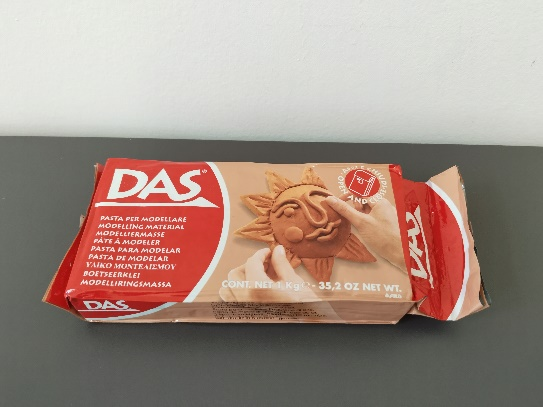 DAS®
PASTA PER MODELLARE
MODELLING MATERIAL
MODELLIERMASSE
PÂTE À MODELER
PASTA PARA MODELAR
PASTA DE MODELAR
ΥΛΙΚΟ ΜΟΝΤΕΛΙΣΜΟΥ
BOETSEERKLEI
MODELLIRINGSMASSA
CONT. NET 1 Kg℮ - 35,2 OZ NET WT.
DAS
DAS